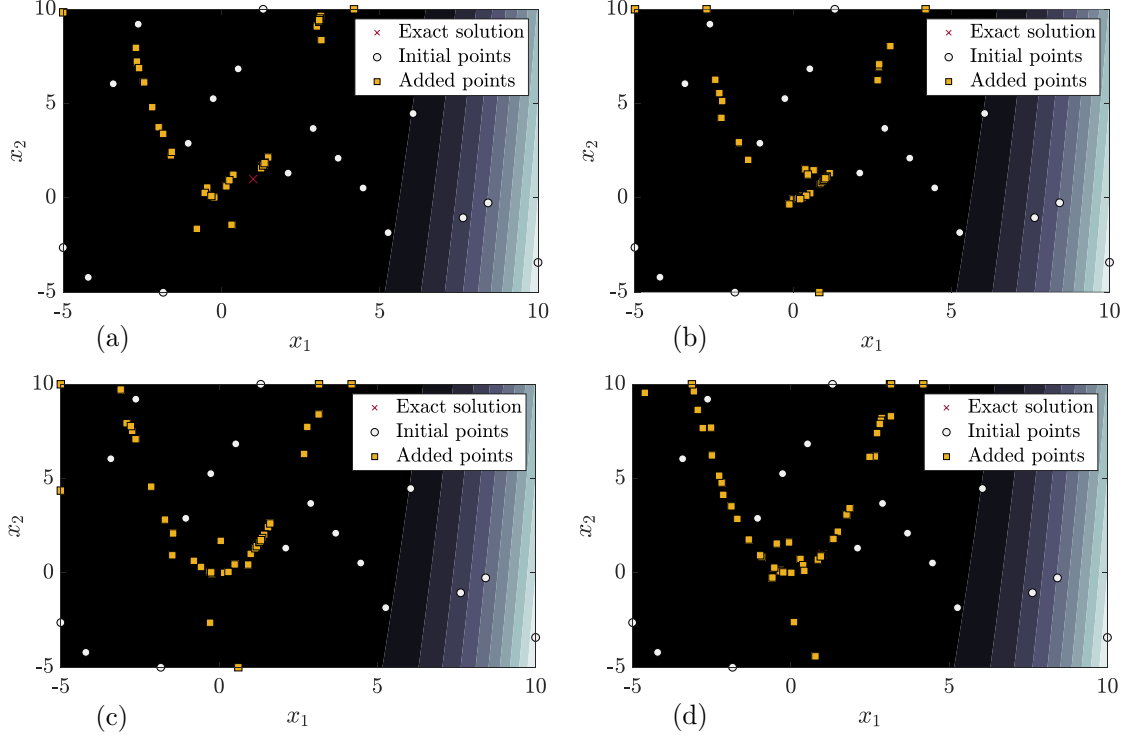 10
5
0
-5
x2
-5
0
5
10
x1
Exact solution
Initial points
Added points
(a)
10
5
0
-5
x2
-5
0
5
10
x1
Exact solution
Initial points
Added points
(b)
10
5
0
-5
x2
-5
0
5
10
x1
Exact solution
Initial points
Added points
(c)
10
5
0
-5
x2
-5
0
5
10
x1
Exact solution
Initial points
Added points
(d)